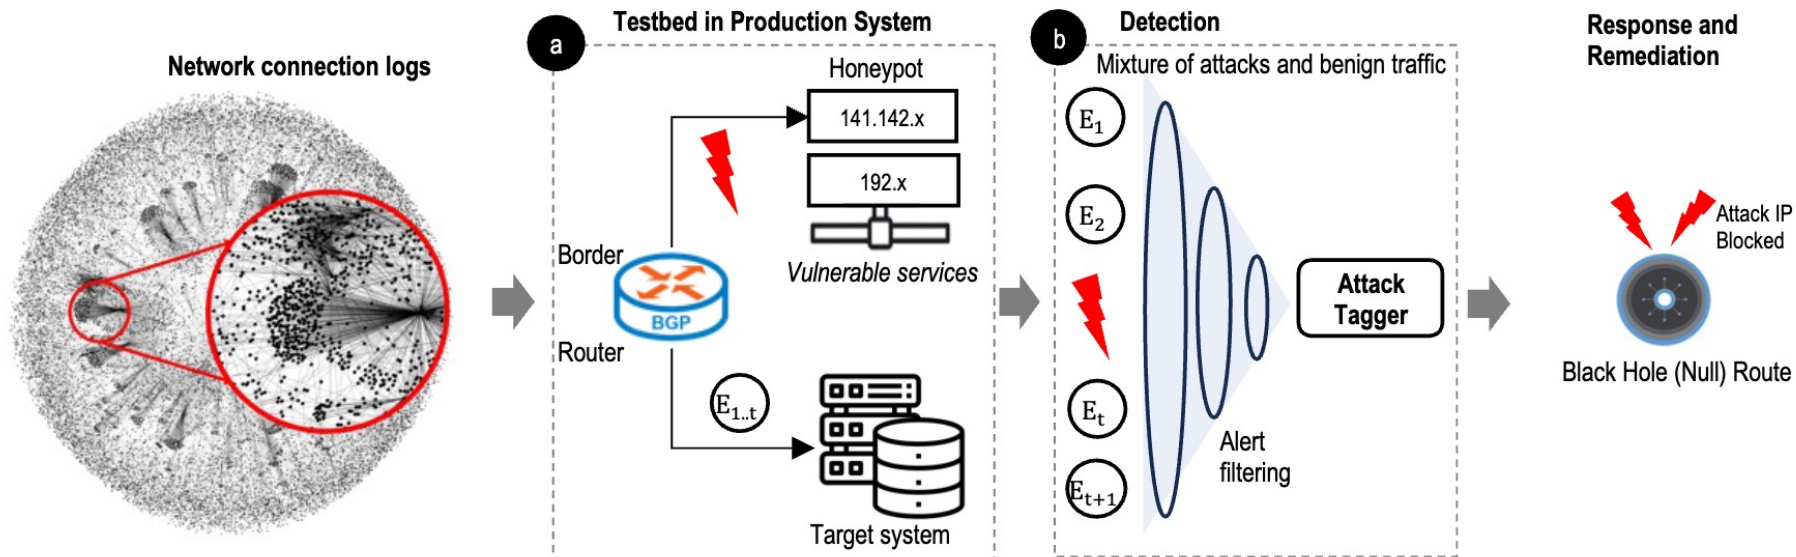 Network connection logs
a
Testbed in Production System
Honeypot
141.142.x
192.x
Vulnerable services
Border
BGP
Router
E1..t
Target system
b
Detection
Mixture of attacks and benign traffic
E1
E2
Et
Et+1
Alert
filtering
Attack
Tagger
Response and
Remediation
Attack IP
Blocked
Black Hole (Null) Route